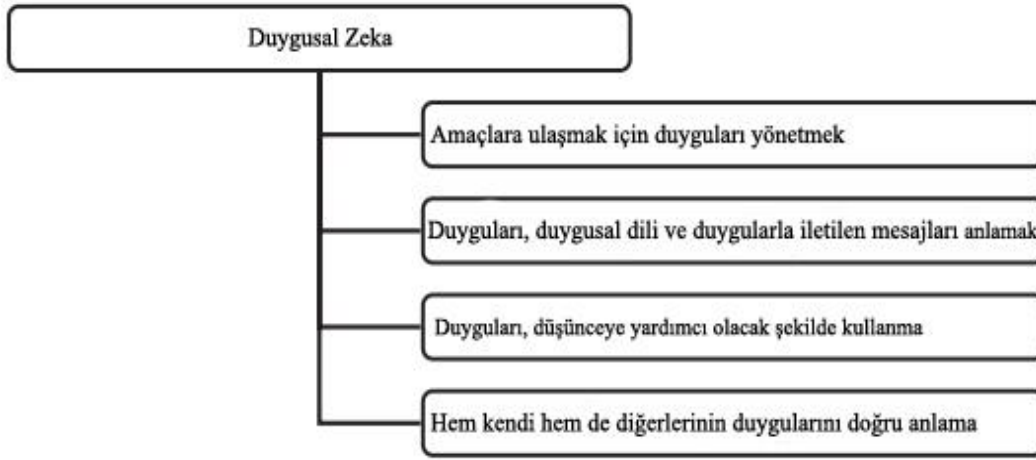 Duygusal Zeka
Amaçlara ulaşmak için duyguları yönetmek
Duyguları, duygusal dili ve duygularla iletilen mesajları anlamak
Duyguları, düşünceye yardımcı olacak şekilde kullanma
Hem kendi hem de diğerlerinin duygularını doğru anlama